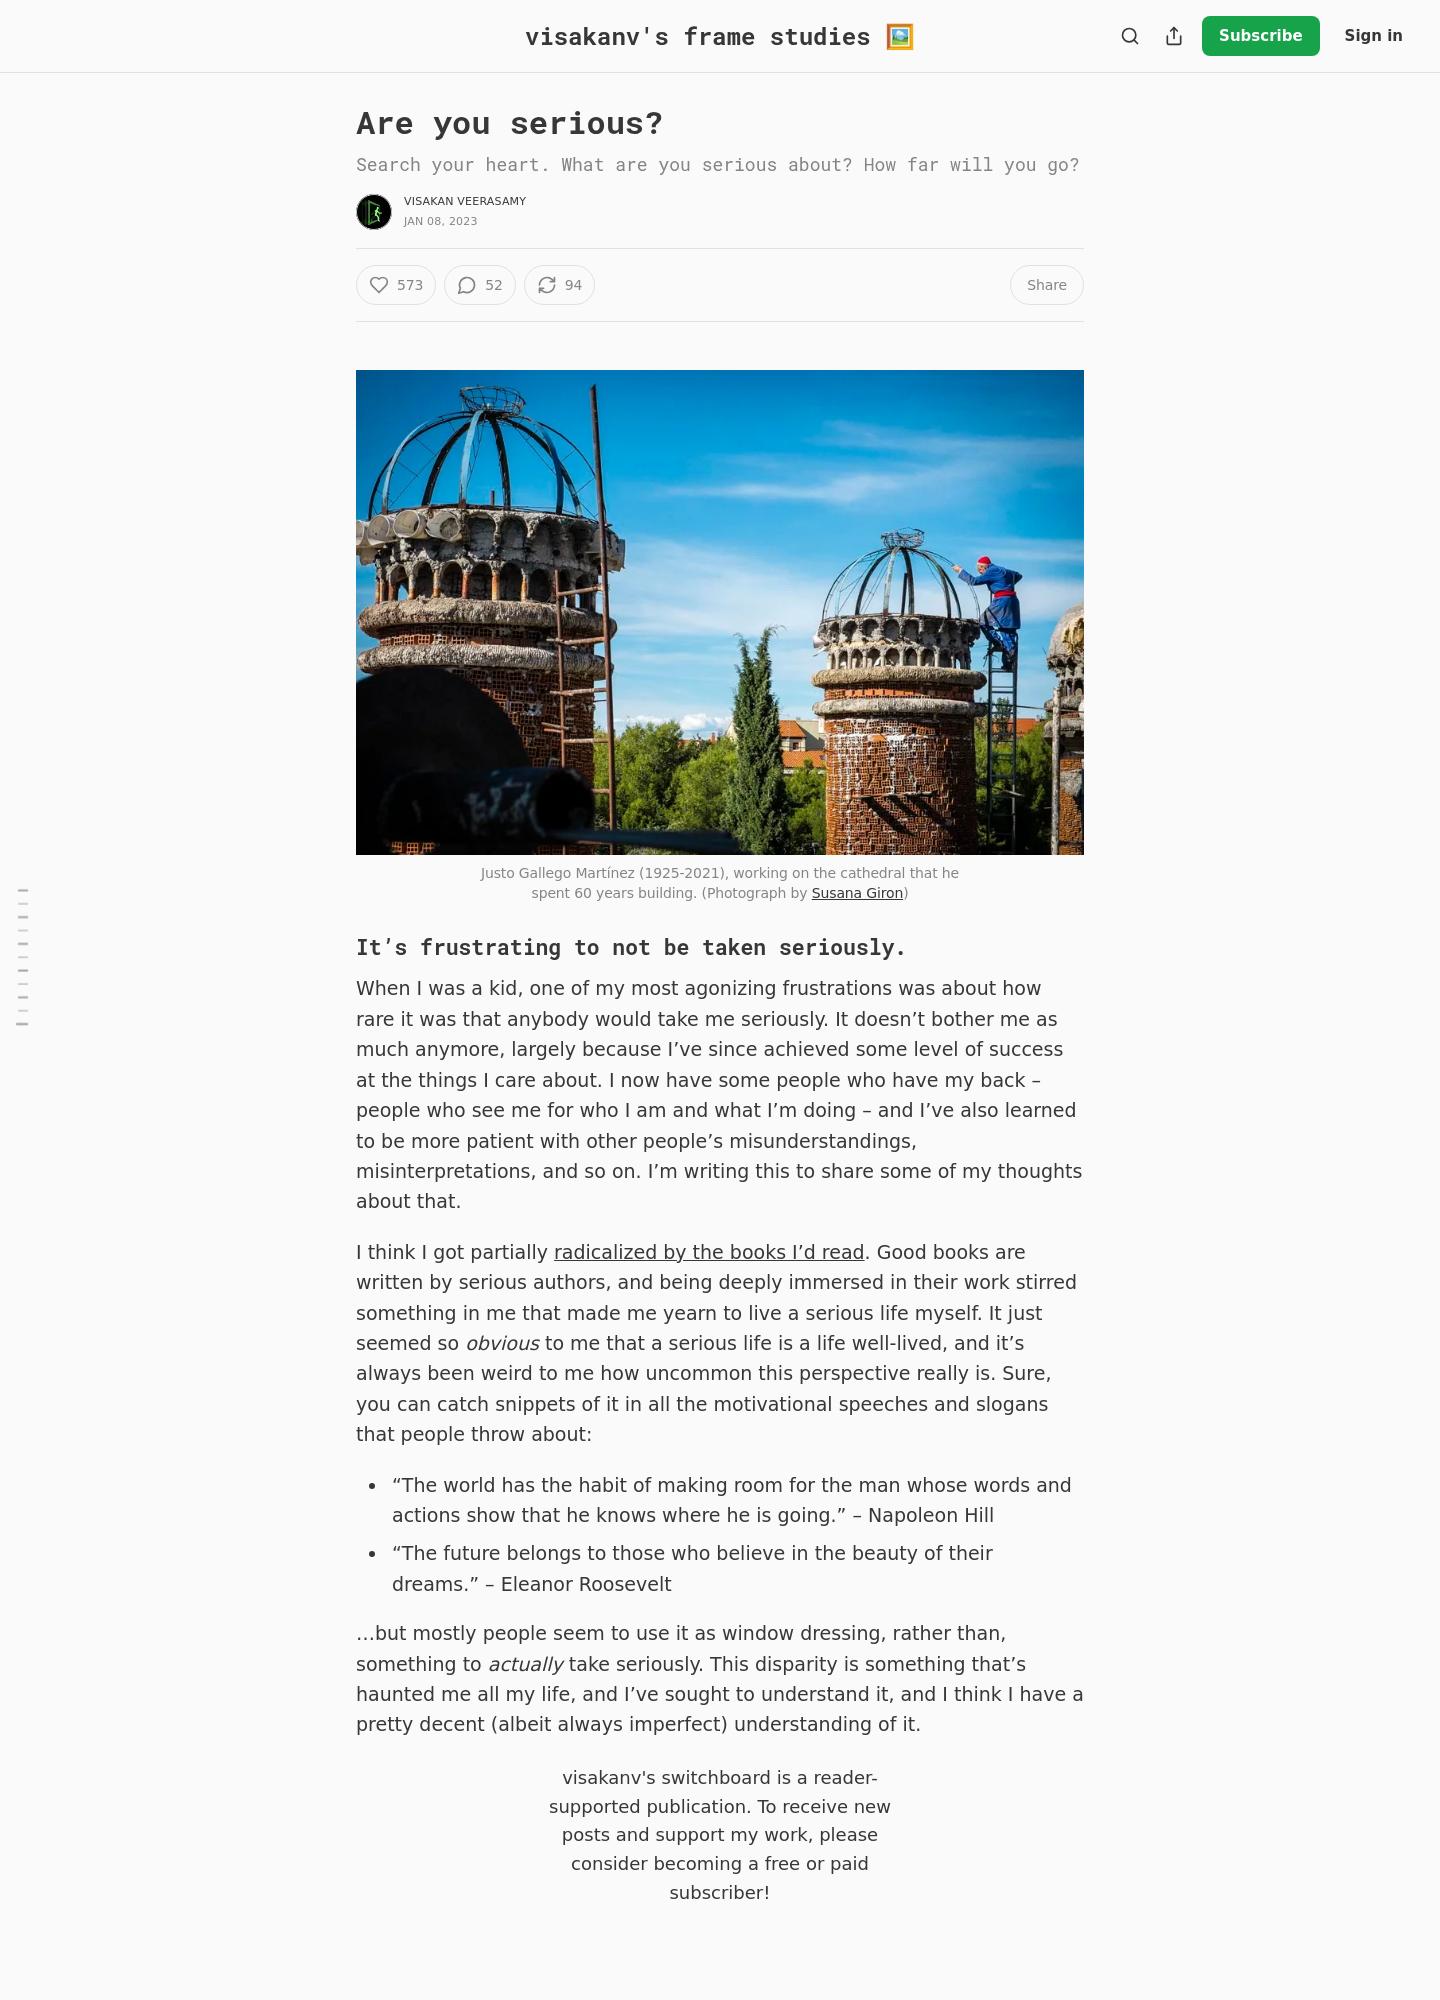 visakanv's frame studies 🖼️
Subscribe
Sign in
Are you serious?
Search your heart. What are you serious about? How far will you go?
VISAKAN VEERASAMY
JAN 08, 2023
573
52
94
Share
Justo Gallego Martínez (1925-2021), working on the cathedral that he
spent 60 years building. (Photograph by Susana Giron)
It’s frustrating to not be taken seriously.
When I was a kid, one of my most agonizing frustrations was about how
rare it was that anybody would take me seriously. It doesn’t bother me as
much anymore, largely because I’ve since achieved some level of success
at the things I care about. I now have some people who have my back –
people who see me for who I am and what I’m doing – and I’ve also learned
to be more patient with other people’s misunderstandings,
misinterpretations, and so on. I’m writing this to share some of my thoughts
about that.
I think I got partially radicalized by the books I’d read. Good books are
written by serious authors, and being deeply immersed in their work stirred
something in me that made me yearn to live a serious life myself. It just
seemed so obvious to me that a serious life is a life well-lived, and it’s
always been weird to me how uncommon this perspective really is. Sure,
you can catch snippets of it in all the motivational speeches and slogans
that people throw about:
• “The world has the habit of making room for the man whose words and
actions show that he knows where he is going.” – Napoleon Hill
• “The future belongs to those who believe in the beauty of their
dreams.” – Eleanor Roosevelt
…but mostly people seem to use it as window dressing, rather than,
something to actually take seriously. This disparity is something that’s
haunted me all my life, and I’ve sought to understand it, and I think I have a
pretty decent (albeit always imperfect) understanding of it.
visakanv's switchboard is a reader-
supported publication. To receive new
posts and support my work, please
consider becoming a free or paid
subscriber!